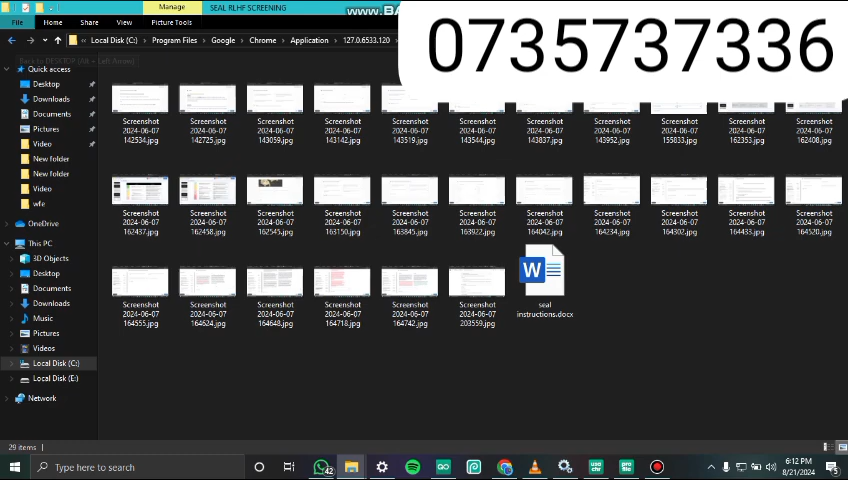 Manage
SEAL RLHF SCREENING
www.BA
File
Home
Share
View
Picture Tools
0735737336
« Local Disk (C:) › Program Files › Google › Chrome › Application › 127.0.6533.120 ›
Back to DESKTOP (Alt + Left Arrow)
Quick access
Desktop
Downloads
Documents
Pictures
Video
New folder
New folder
Video
wfe
OneDrive
This PC
3D Objects
Desktop
Documents
Downloads
Music
Pictures
Videos
Local Disk (C:)
Local Disk (E:)
Network
Screenshot 2024-06-07 142534.jpg
Screenshot 2024-06-07 142725.jpg
Screenshot 2024-06-07 143059.jpg
Screenshot 2024-06-07 143142.jpg
Screenshot 2024-06-07 143519.jpg
Screenshot 2024-06-07 143544.jpg
Screenshot 2024-06-07 143837.jpg
Screenshot 2024-06-07 143952.jpg
Screenshot 2024-06-07 155833.jpg
Screenshot 2024-06-07 162353.jpg
Screenshot 2024-06-07 162408.jpg
Screenshot 2024-06-07 162437.jpg
Screenshot 2024-06-07 162458.jpg
Screenshot 2024-06-07 162545.jpg
Screenshot 2024-06-07 163150.jpg
Screenshot 2024-06-07 163845.jpg
Screenshot 2024-06-07 163922.jpg
Screenshot 2024-06-07 164042.jpg
Screenshot 2024-06-07 164234.jpg
Screenshot 2024-06-07 164302.jpg
Screenshot 2024-06-07 164433.jpg
Screenshot 2024-06-07 164520.jpg
Screenshot 2024-06-07 164555.jpg
Screenshot 2024-06-07 164624.jpg
Screenshot 2024-06-07 164648.jpg
Screenshot 2024-06-07 164718.jpg
Screenshot 2024-06-07 164742.jpg
Screenshot 2024-06-07 203559.jpg
seal instructions.docx
29 items
Type here to search
42
6:12 PM
8/21/2024
5